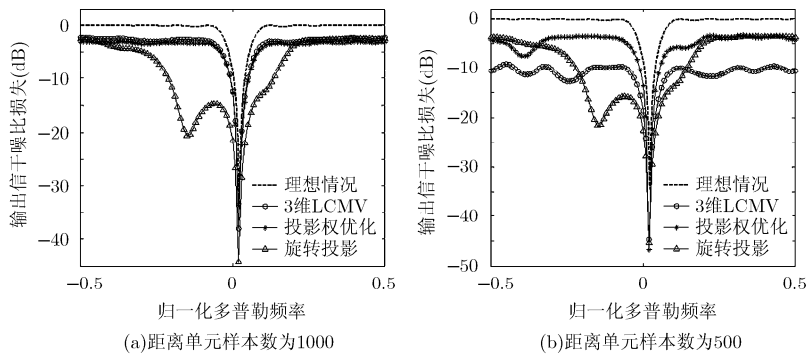 输出信干噪比损失(dB)
0
−10
−20
−30
−40
−0.5
0
0.5
理想情况
3维LCMV
投影权优化
旋转投影
归一化多普勒频率
(a)距离单元样本数为1000
输出信干噪比损失(dB)
0
−10
−20
−30
−40
−50
−0.5
0
0.5
理想情况
3维LCMV
投影权优化
旋转投影
归一化多普勒频率
(b)距离单元样本数为500